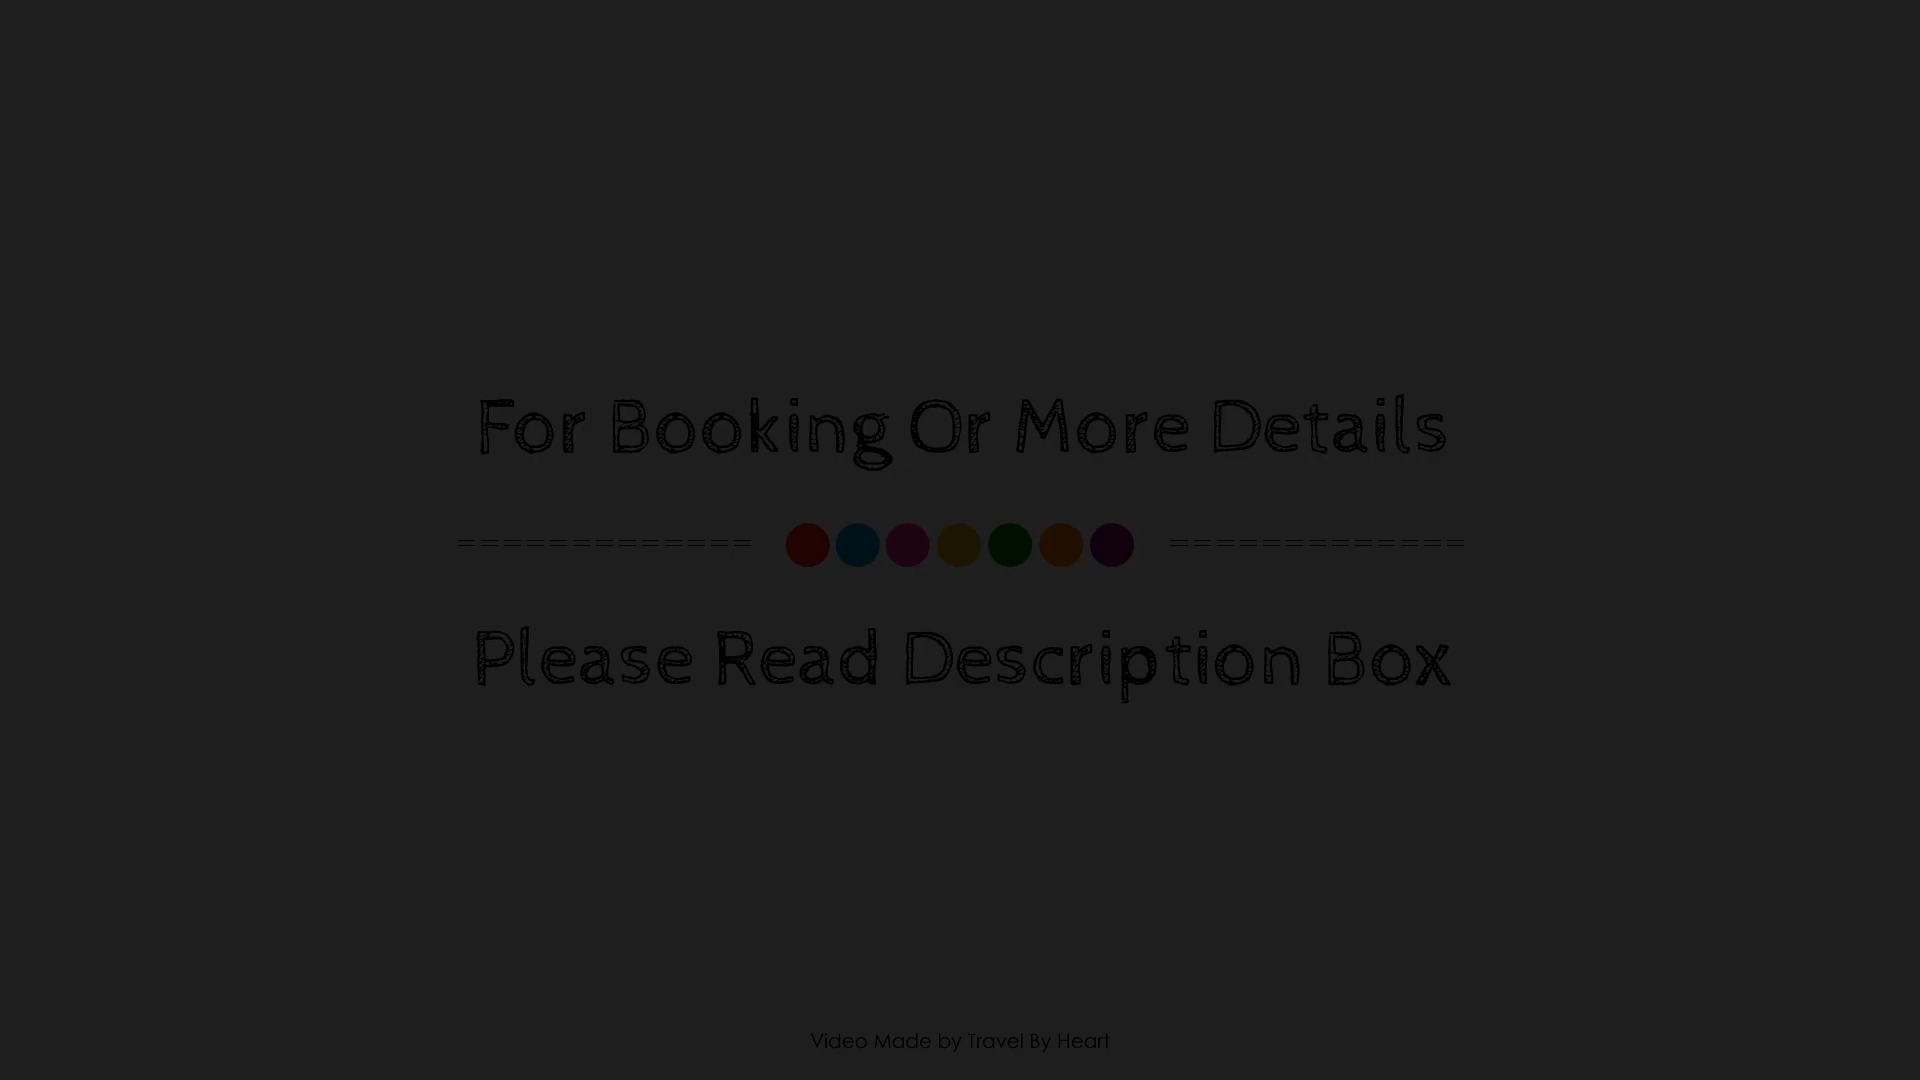 For Booking Or More Details
============= =============
Please Read Description Box
Video Made by Travel By Heart